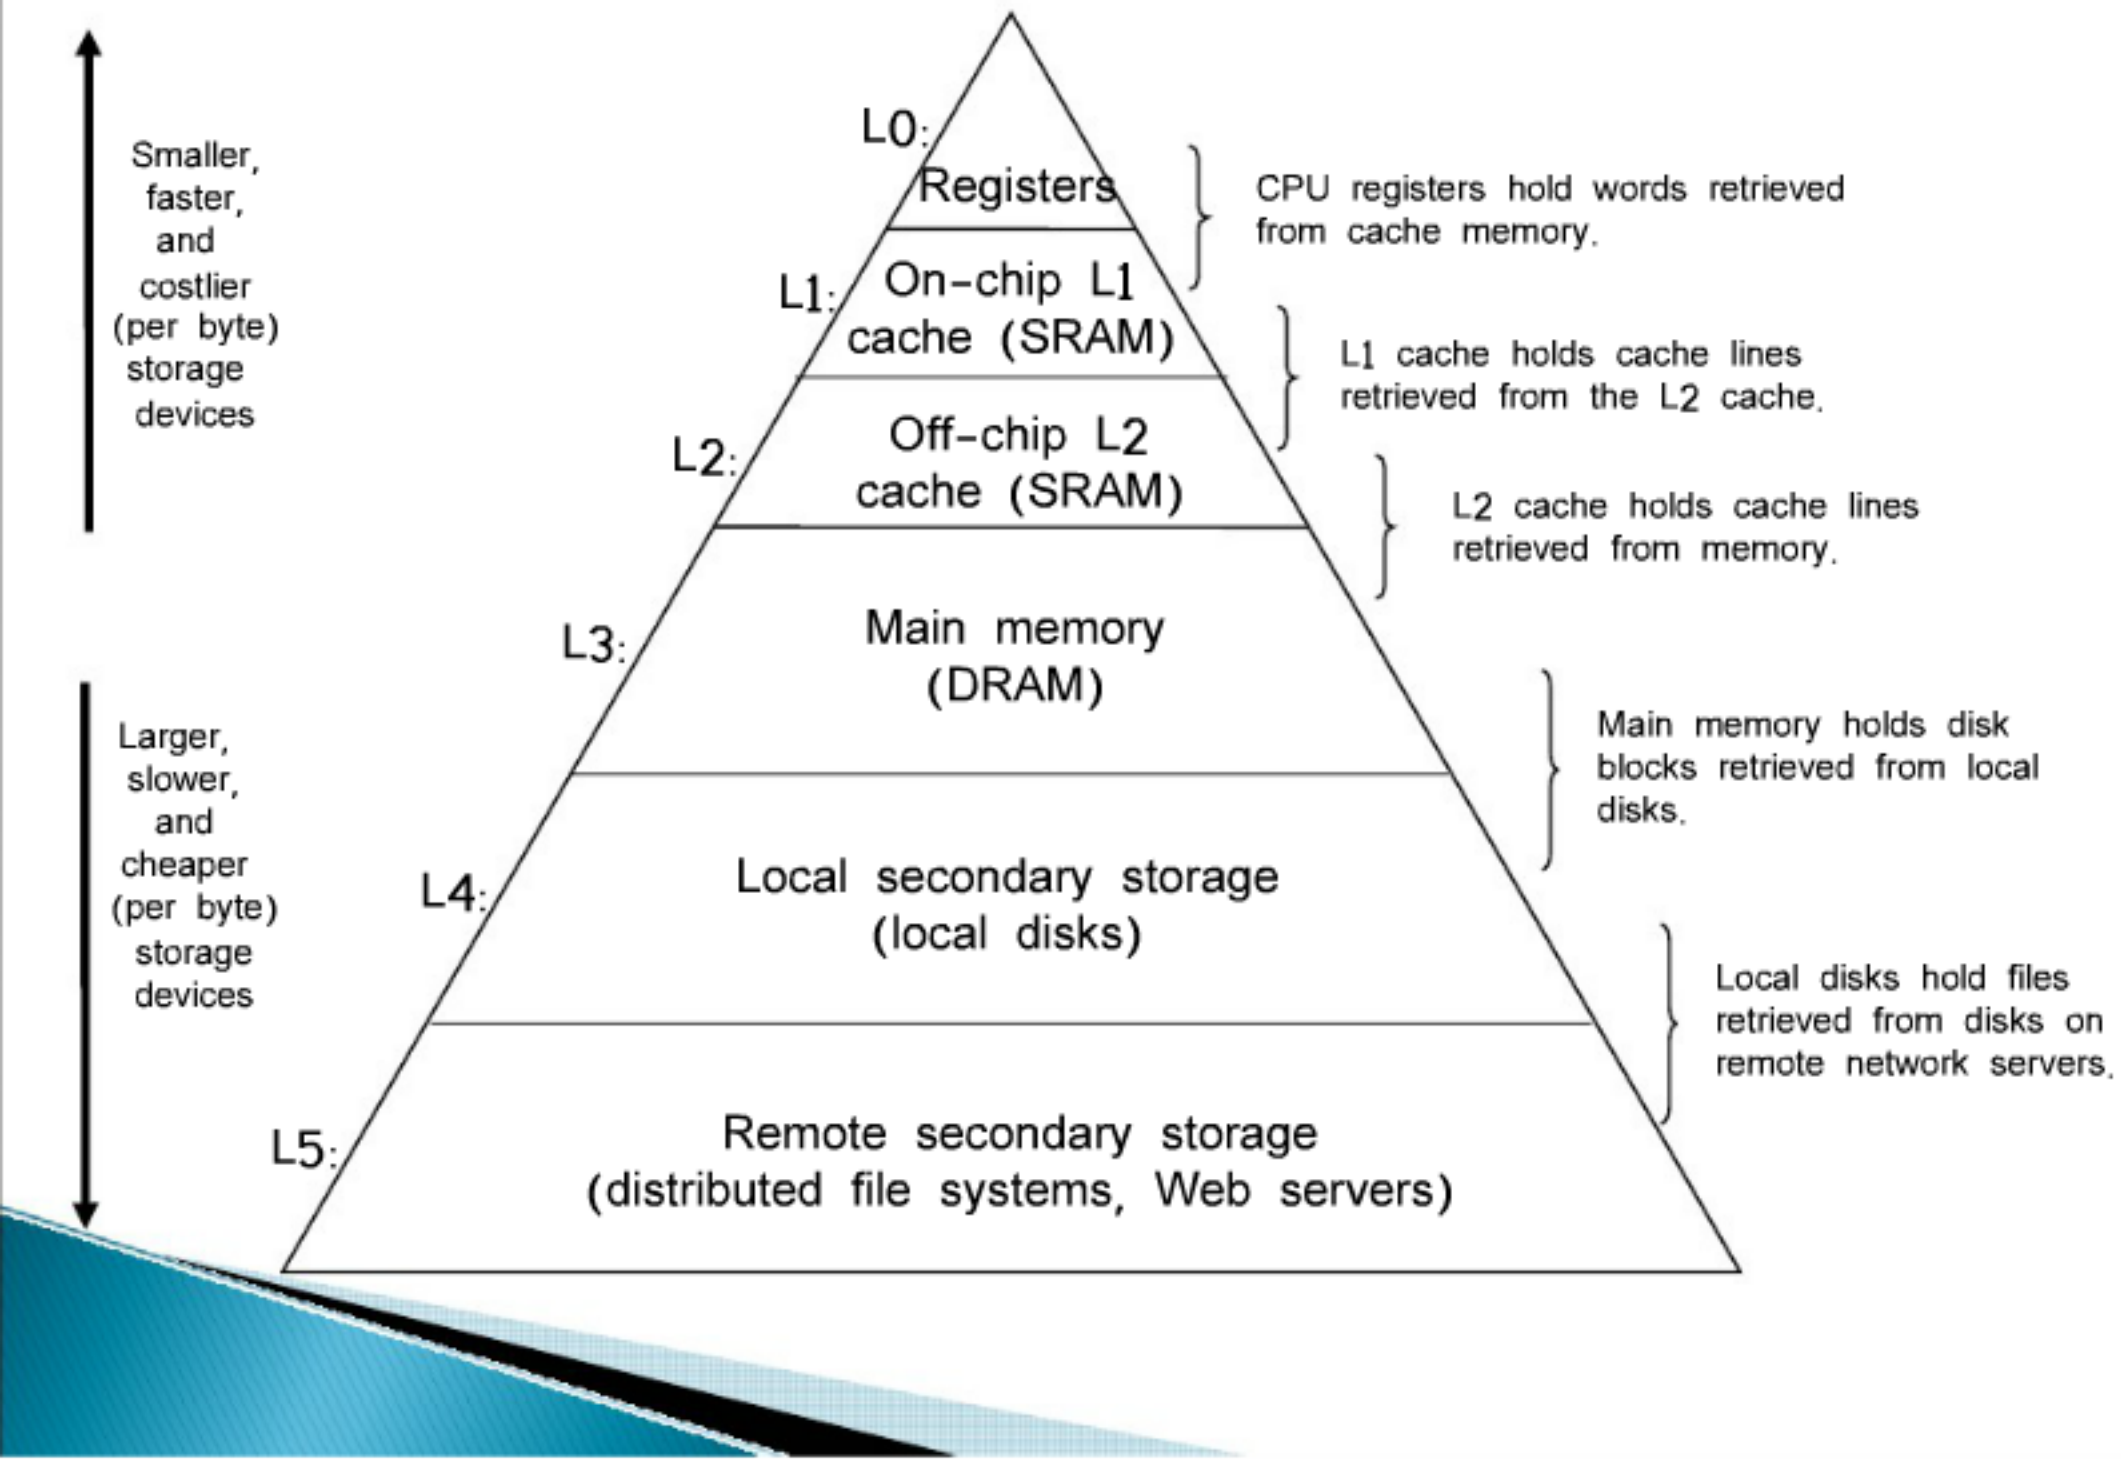 Smaller,
faster,
and
costlier
(per byte)
storage
devices
Larger,
slower,
and
cheaper
(per byte)
storage
devices
L0:
Registers
L1:
On-chip L1
cache (SRAM)
L2:
Off-chip L2
cache (SRAM)
L3:
Main memory
(DRAM)
L4:
Local secondary storage
(local disks)
L5:
Remote secondary storage
(distributed file systems, Web servers)
CPU registers hold words retrieved
from cache memory.
L1 cache holds cache lines
retrieved from the L2 cache.
L2 cache holds cache lines
retrieved from memory.
Main memory holds disk
blocks retrieved from local
disks.
Local disks hold files
retrieved from disks on
remote network servers.